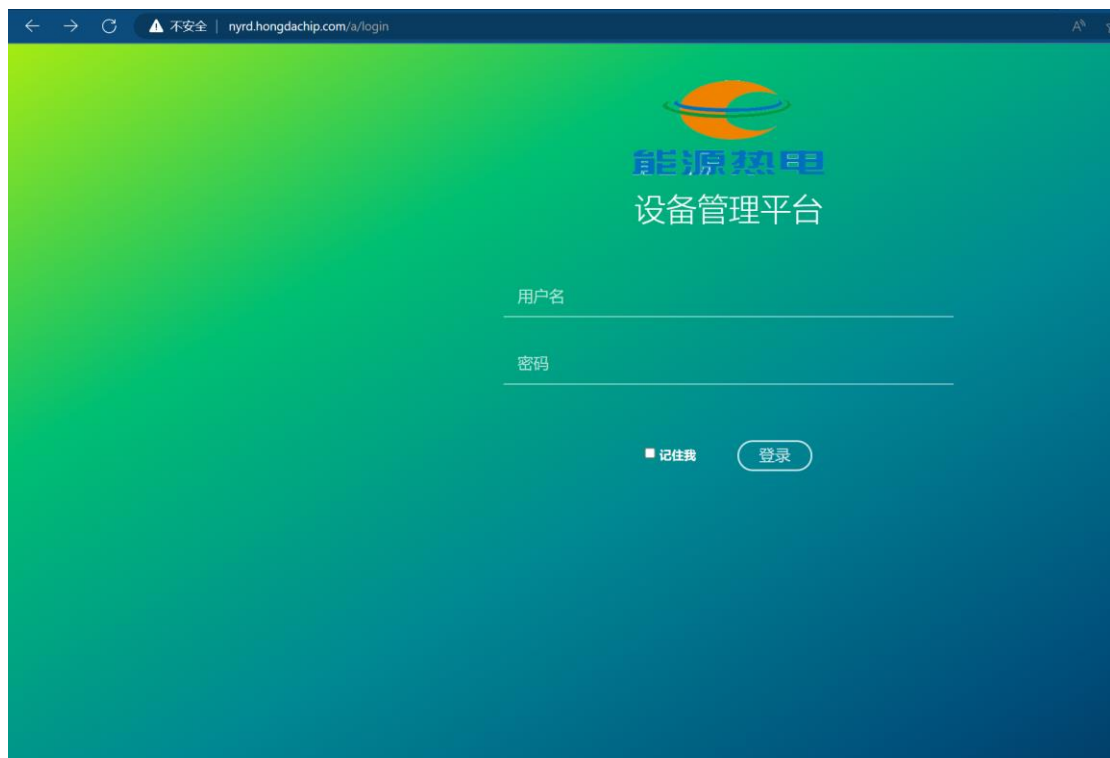 不安全 | nyrd.hongdachip.com/a/login
能源热电
设备管理平台
用户名
密码
记住我
登录